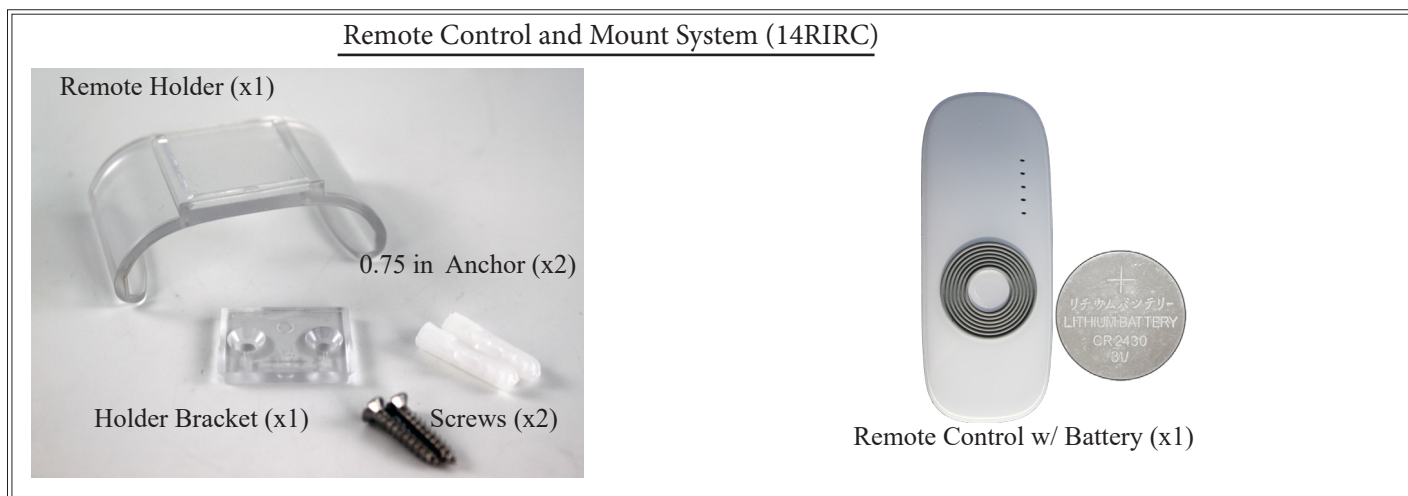 Remote Control and Mount System (14RIRC)
Remote Holder (x1)
0.75 in Anchor (x2)
Holder Bracket (x1)
Screws (x2)
リチウムバッテリー
LITHIUM BATTERY
CR2430
3V
Remote Control w/ Battery (x1)